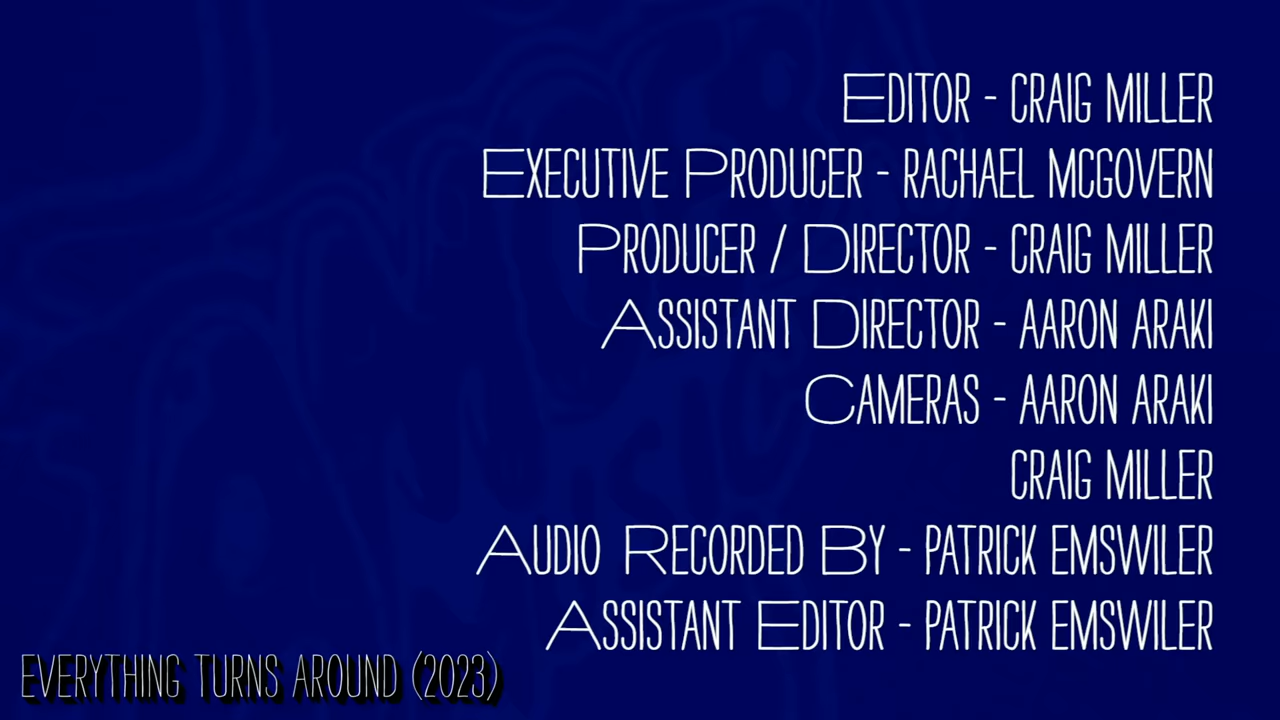 Editor - CRAIG MILLER
Executive Producer - RACHAEL MCGOVERN
Producer / Director - CRAIG MILLER
Assistant Director - AARON ARAKI
Cameras - AARON ARAKI
CRAIG MILLER
Audio Recorded By - PATRICK EMSWILER
Assistant Editor - PATRICK EMSWILER
EVERYTHING TURNS AROUND (2023)